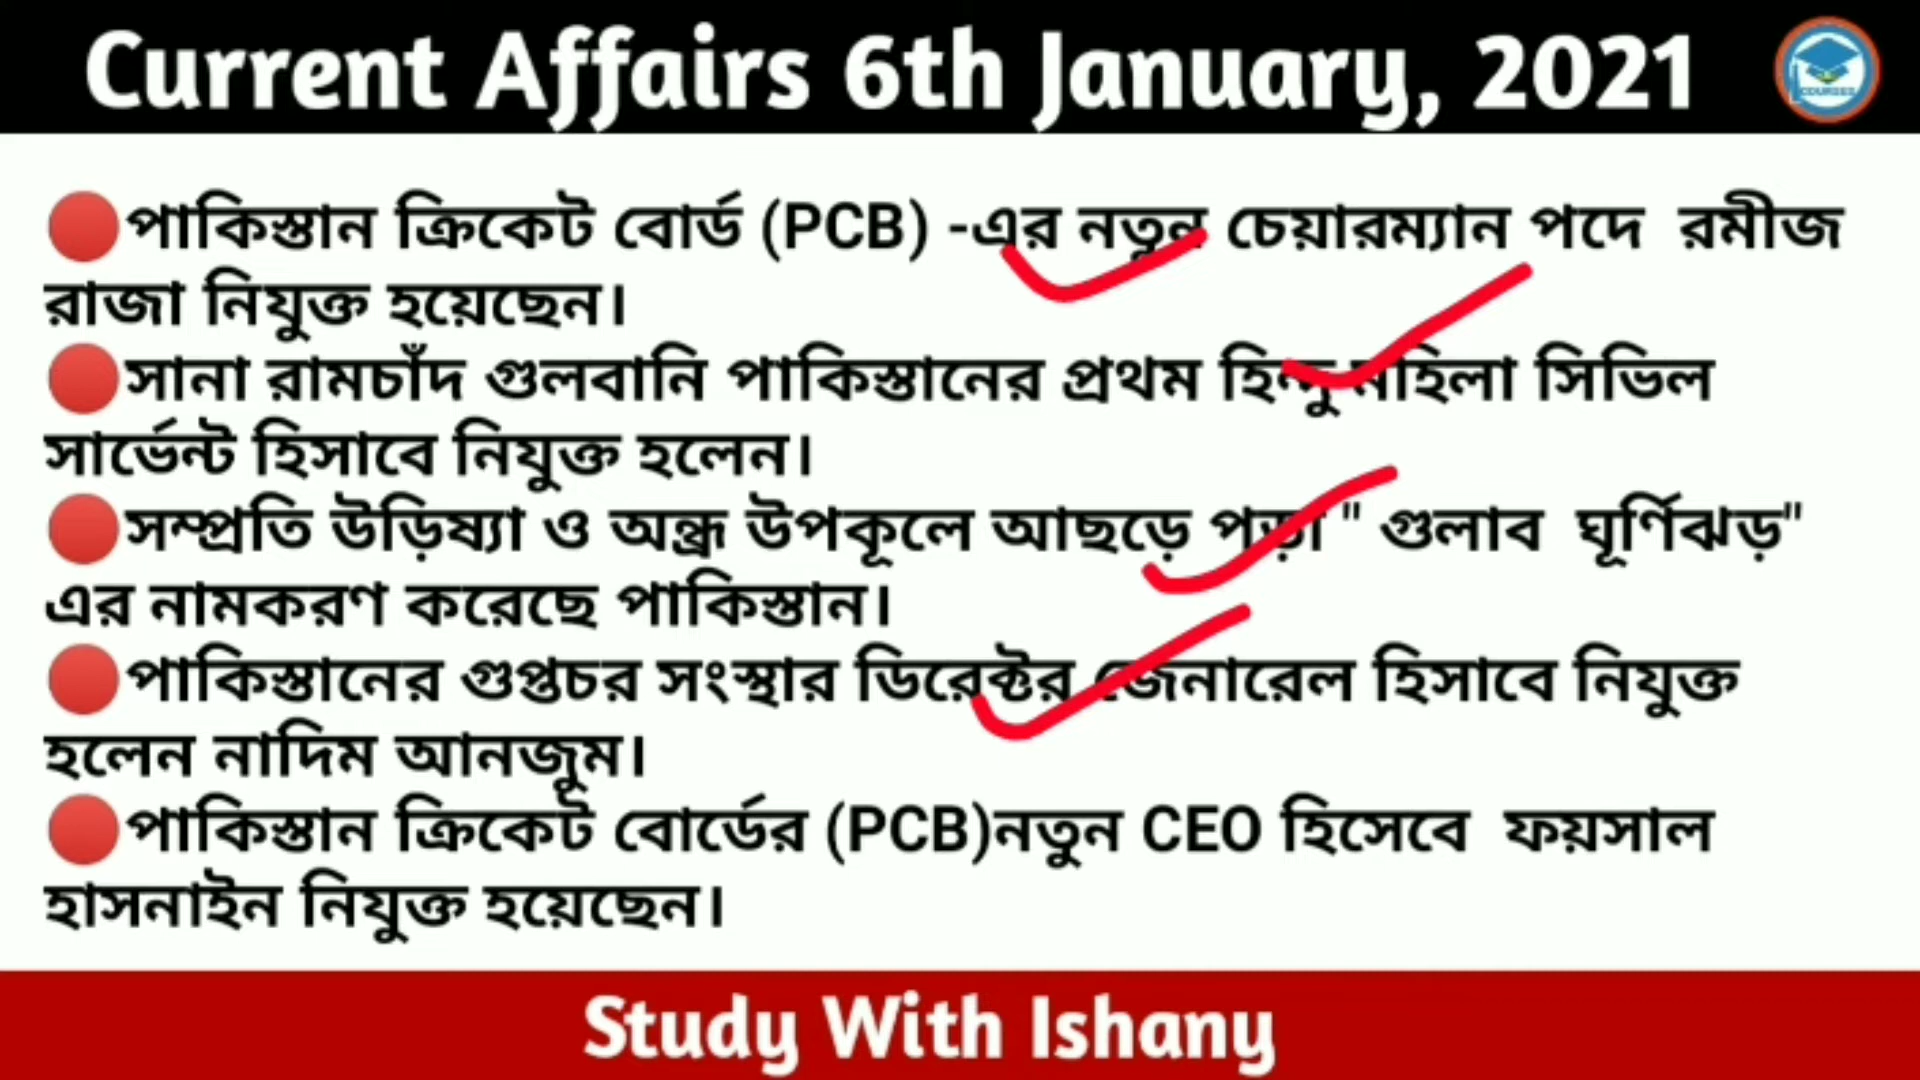 Current Affairs 6th January, 2021
COURSES
পাকিস্তান ক্রিকেট বোর্ড (PCB) -এর নতুন চেয়ারম্যান পদে রমীজ
রাজা নিযুক্ত হয়েছেন।
সানা রামচাঁদ গুলবানি পাকিস্তানের প্রথম হিন্দু মহিলা সিভিল
সার্ভেন্ট হিসাবে নিযুক্ত হলেন।
সম্প্রতি উড়িষ্যা ও অন্ধ্র উপকূলে আছড়ে পড়া " গুলাব ঘূর্ণিঝড়"
এর নামকরণ করেছে পাকিস্তান।
পাকিস্তানের গুপ্তচর সংস্থার ডিরেক্টর জেনারেল হিসাবে নিযুক্ত
হলেন নাদিম আনজুম।
পাকিস্তান ক্রিকেট বোর্ডের (PCB)নতুন CEO হিসেবে ফয়সাল
হাসনাইন নিযুক্ত হয়েছেন।
Study With Ishany